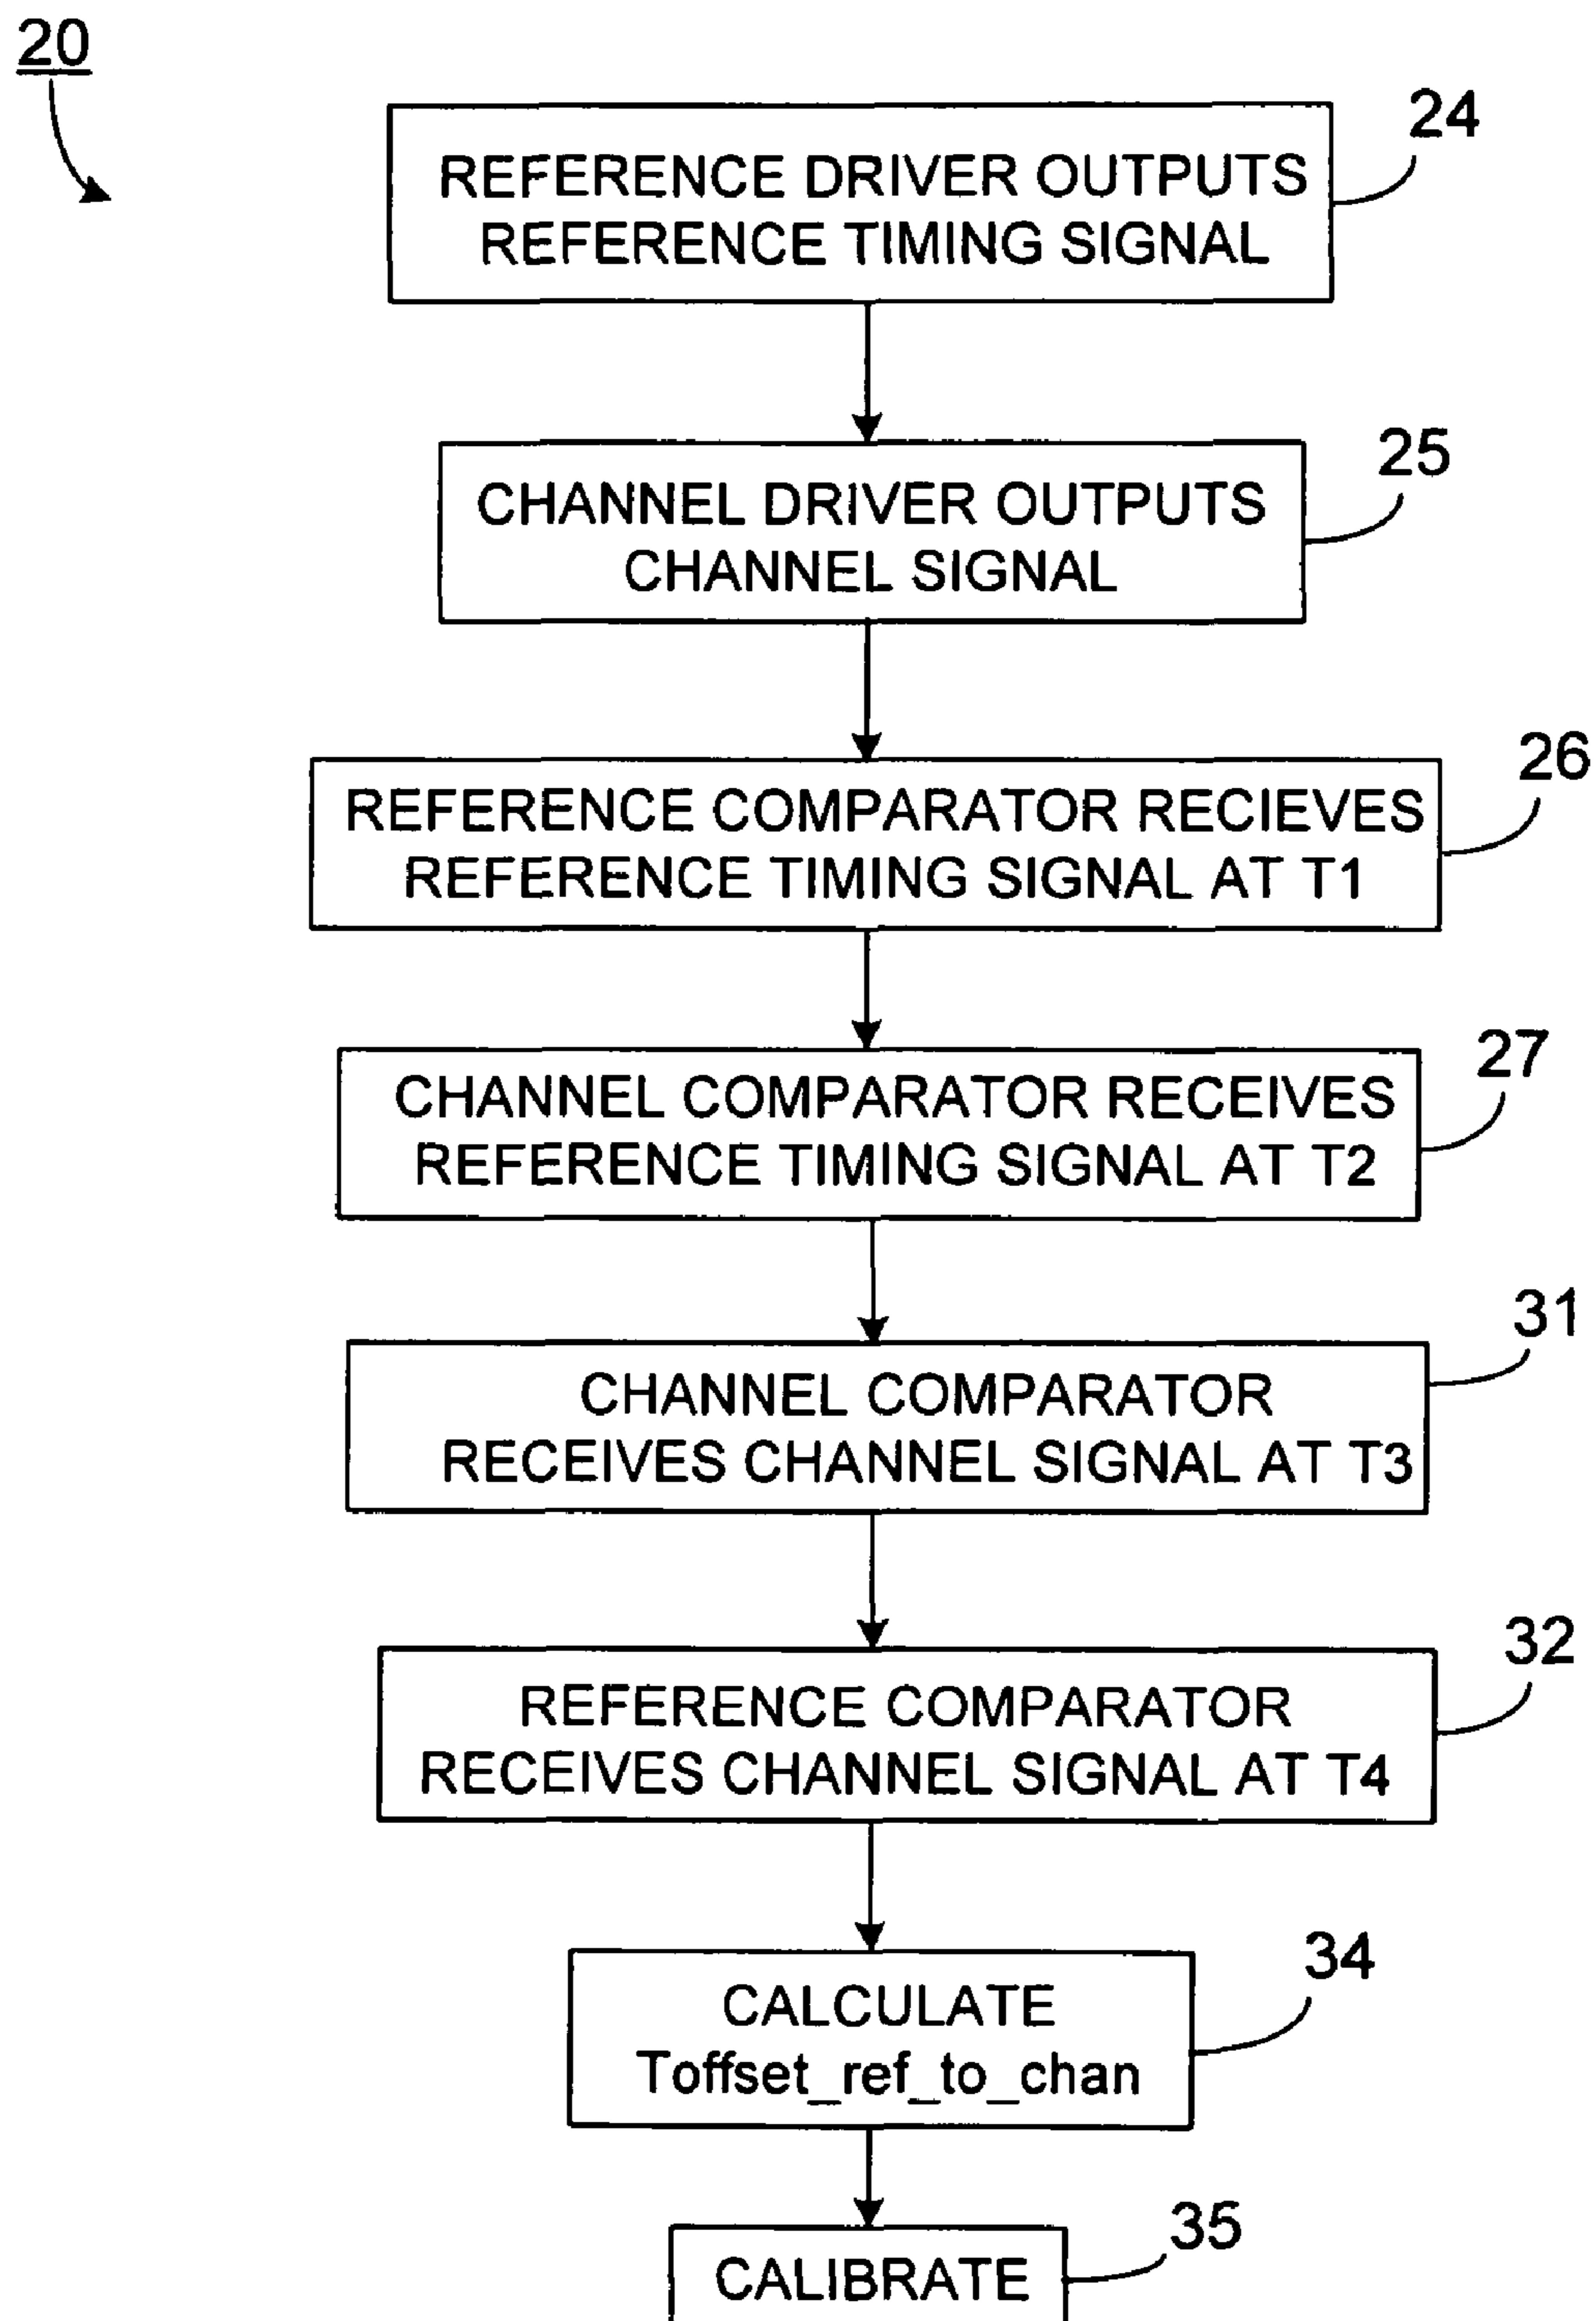 20
24
REFERENCE DRIVER OUTPUTS
REFERENCE TIMING SIGNAL
25
CHANNEL DRIVER OUTPUTS
CHANNEL SIGNAL
26
REFERENCE COMPARATOR RECIEVES
REFERENCE TIMING SIGNAL AT T1
27
CHANNEL COMPARATOR RECEIVES
REFERENCE TIMING SIGNAL AT T2
31
CHANNEL COMPARATOR
RECEIVES CHANNEL SIGNAL AT T3
32
REFERENCE COMPARATOR
RECEIVES CHANNEL SIGNAL AT T4
34
CALCULATE
Toffset_ref_to_chan
35
CALIBRATE